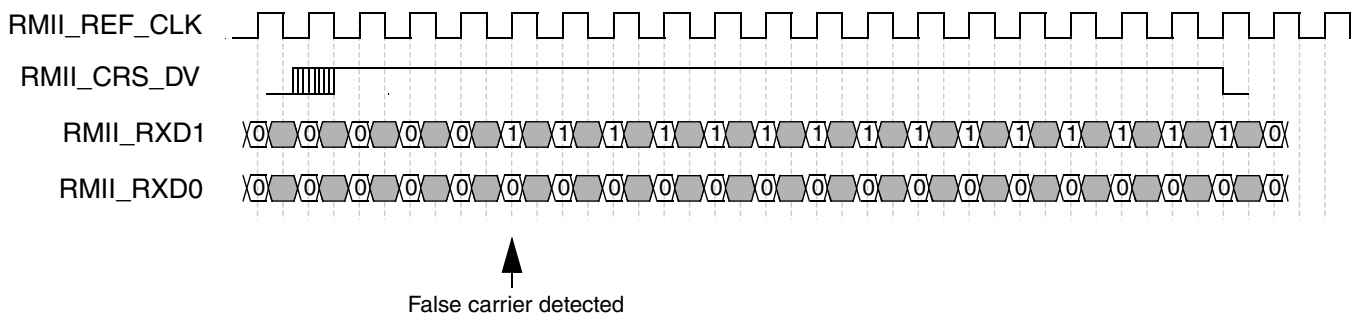 RMII_REF_CLK
RMII_CRS_DV
RMII_RXD1 0 0 0 0 0 1 1 1 1 1 1 1 1 1 1 1 1 1 1 1 0
RMII_RXD0 0 0 0 0 0 0 0 0 0 0 0 0 0 0 0 0 0 0 0 0 0
False carrier detected